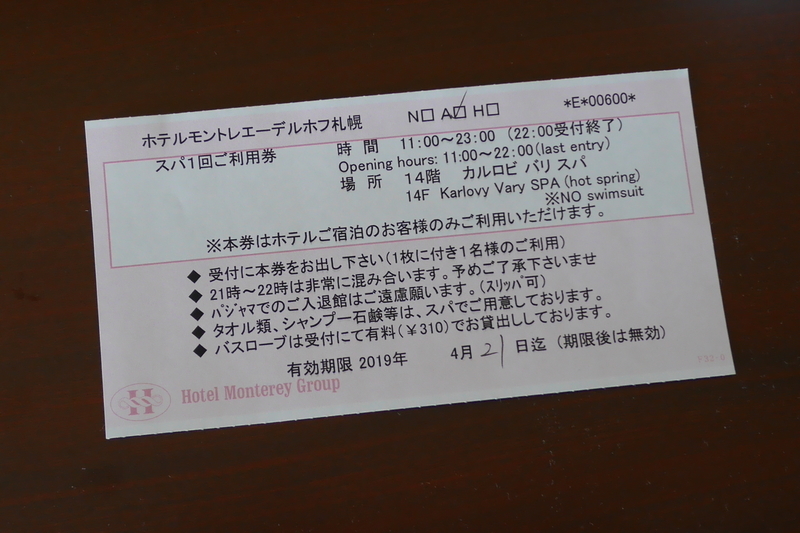 ホテルモントレエーデルホフ札幌 N□ A□ H□ *E*00600*
スパ1回ご利用券
時間 11:00～23:00 (22:00受付終了)
Opening hours: 11:00～22:00(last entry)
場所 14階 カルロビ バリ スパ
14F Karlovy Vary SPA (hot spring)
※NO swimsuit
※本券はホテルご宿泊のお客様のみご利用いただけます。
◆ 受付に本券をお出し下さい(1枚に付き1名様のご利用)
◆ 21時～22時は非常に混み合います。予めご了承下さいませ
◆ パジャマでのご入退館はご遠慮願います。(スリッパ可)
◆ タオル類、シャンプー石鹸等は、スパでご用意しております。
◆ バスローブは受付にて有料(￥310)でお貸出ししております。
有効期限 2019年 4月 21 日迄 (期限後は無効)
Hotel Monterey Group